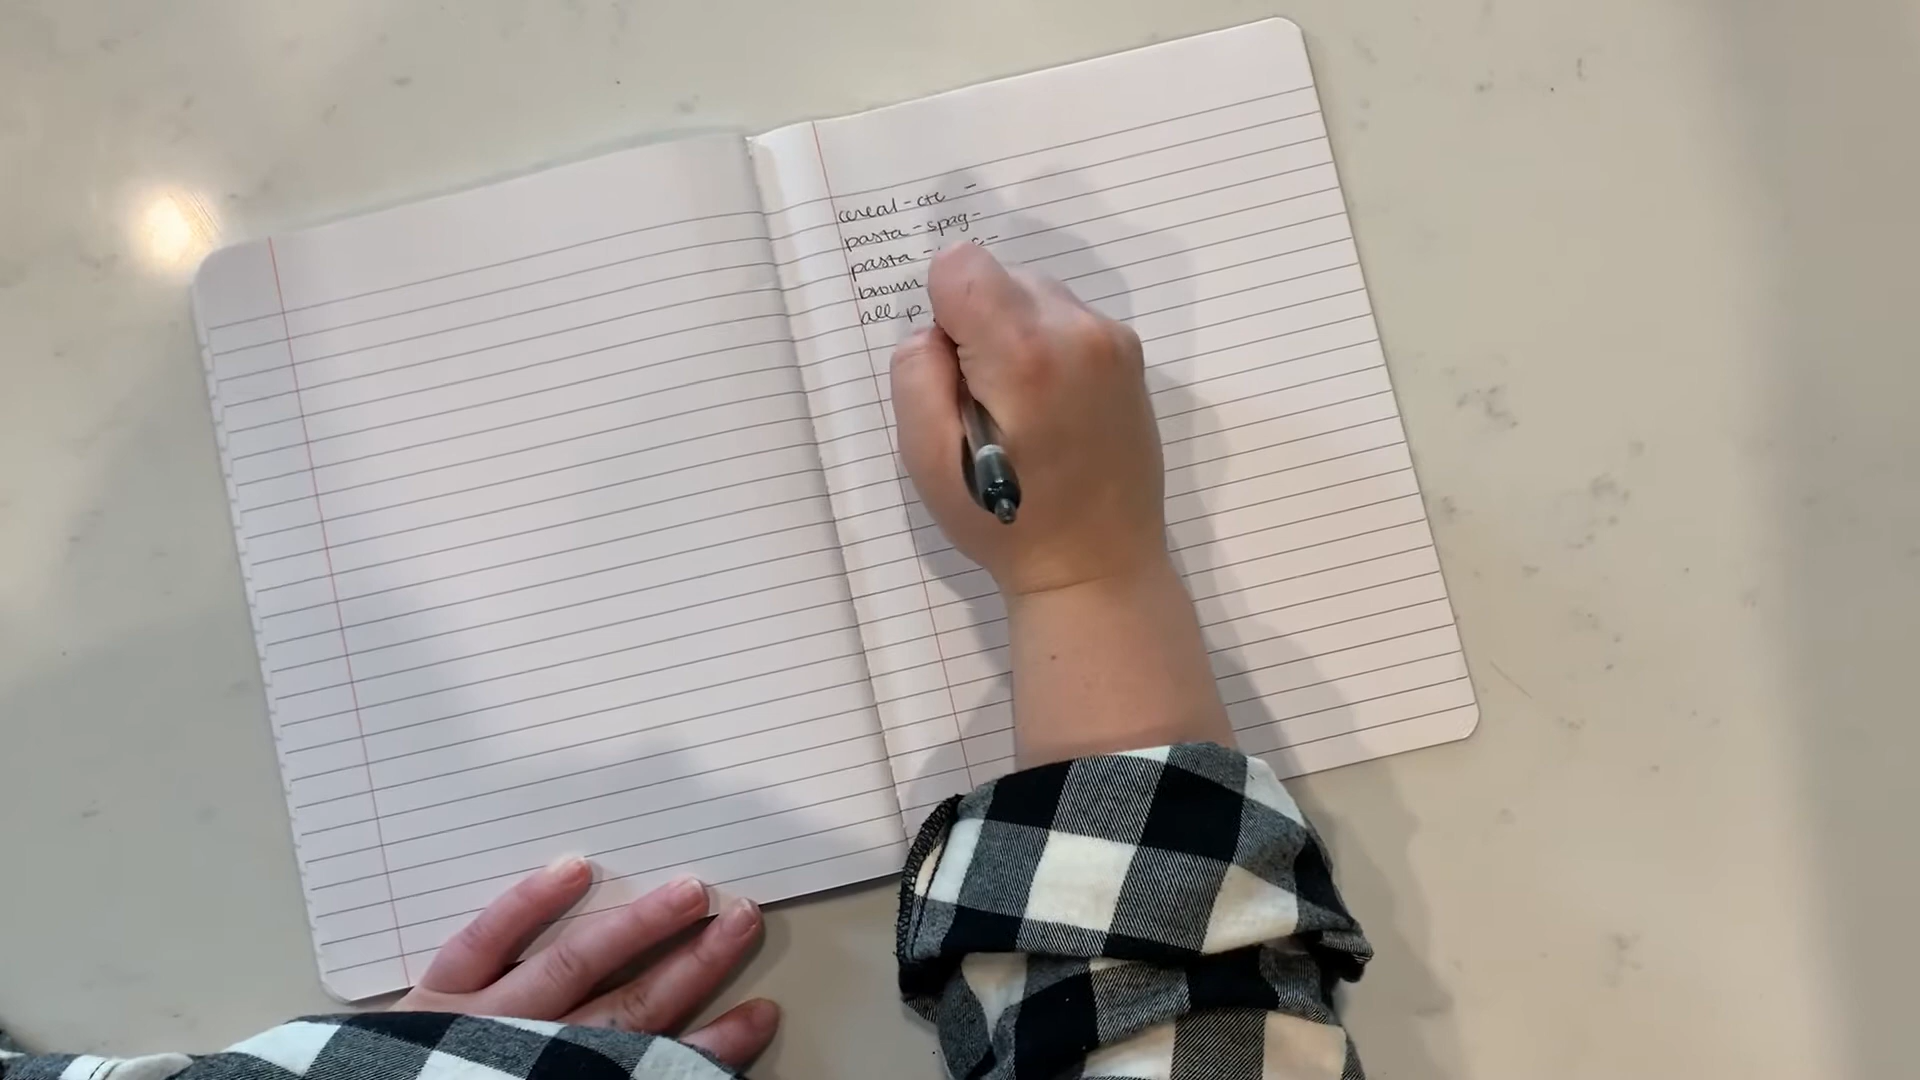 cereal - ctc -
pasta - spag -
pasta -
brown
all p